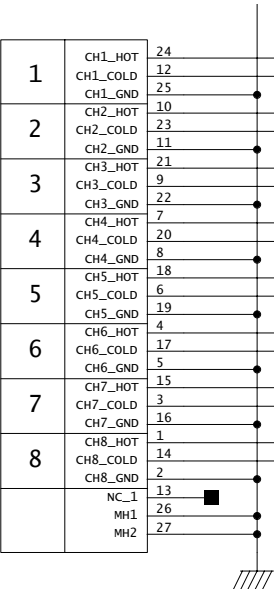 CH1_HOT 24
1 CH1_COLD 12
CH1_GND 25
CH2_HOT 10
2 CH2_COLD 23
CH2_GND 11
CH3_HOT 21
3 CH3_COLD 9
CH3_GND 22
CH4_HOT 7
4 CH4_COLD 20
CH4_GND 8
CH5_HOT 18
5 CH5_COLD 6
CH5_GND 19
CH6_HOT 4
6 CH6_COLD 17
CH6_GND 5
CH7_HOT 15
7 CH7_COLD 3
CH7_GND 16
CH8_HOT 1
8 CH8_COLD 14
CH8_GND 2
NC_1 13
MH1 26
MH2 27